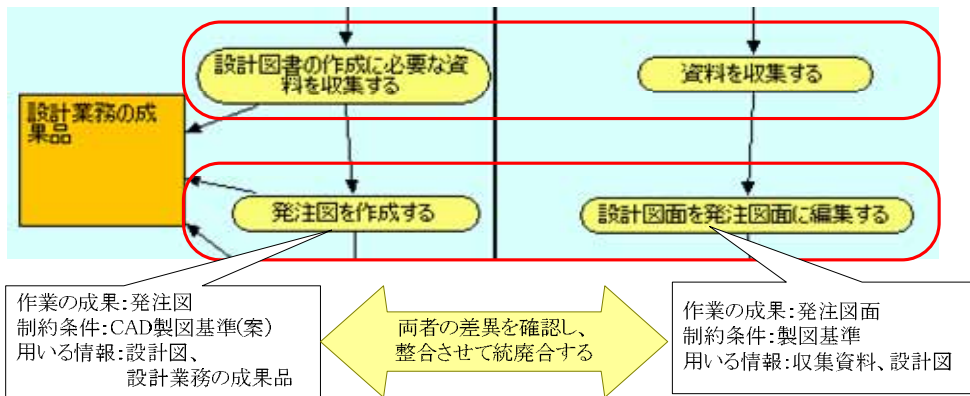 設計図書の作成に必要な資
料を収集する
資料を収集する
設計業務の成
果品
発注図を作成する
設計図面を発注図面に編集する
作業の成果:発注図
制約条件:CAD製図基準(案)
用いる情報:設計図、
設計業務の成果品
両者の差異を確認し、
整合させて統廃合する
作業の成果:発注図面
制約条件:製図基準
用いる情報:収集資料、設計図